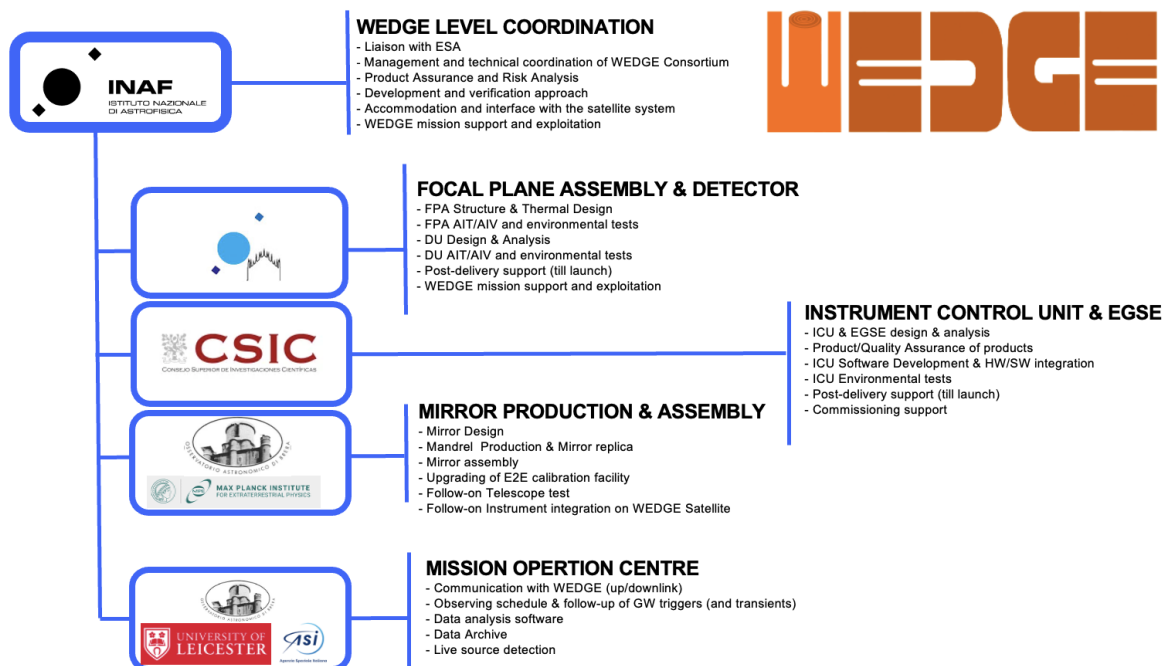 WEDGE LEVEL COORDINATION
- Liaison with ESA
- Management and technical coordination of WEDGE Consortium
- Product Assurance and Risk Analysis
- Development and verification approach
- Accommodation and interface with the satellite system
- WEDGE mission support and exploitation
WEDGE
INAF
ISTITUTO NAZIONALE
DI ASTROFISICA
FOCAL PLANE ASSEMBLY & DETECTOR
- FPA Structure & Thermal Design
- FPA AIT/AIV and environmental tests
- DU Design & Analysis
- DU AIT/AIV and environmental tests
- Post-delivery support (till launch)
- WEDGE mission support and exploitation
CSIC
CONSEJO SUPERIOR DE INVESTIGACIONES CIENTÍFICAS
INSTRUMENT CONTROL UNIT & EGSE
- ICU & EGSE design & analysis
- Product/Quality Assurance of products
- ICU Software Development & HW/SW integration
- ICU Environmental tests
- Post-delivery support (till launch)
- Commissioning support
OSSERVATORIO ASTRONOMICO DI BRERA
MAX PLANCK INSTITUTE
FOR EXTRATERRESTRIAL PHYSICS
MIRROR PRODUCTION & ASSEMBLY
- Mirror Design
- Mandrel Production & Mirror replica
- Mirror assembly
- Upgrading of E2E calibration facility
- Follow-on Telescope test
- Follow-on Instrument integration on WEDGE Satellite
OSSERVATORIO ASTRONOMICO DI BRERA
UNIVERSITY OF
LEICESTER
ASI
Agenzia Spaziale Italiana
MISSION OPERTION CENTRE
- Communication with WEDGE (up/downlink)
- Observing schedule & follow-up of GW triggers (and transients)
- Data analysis software
- Data Archive
- Live source detection